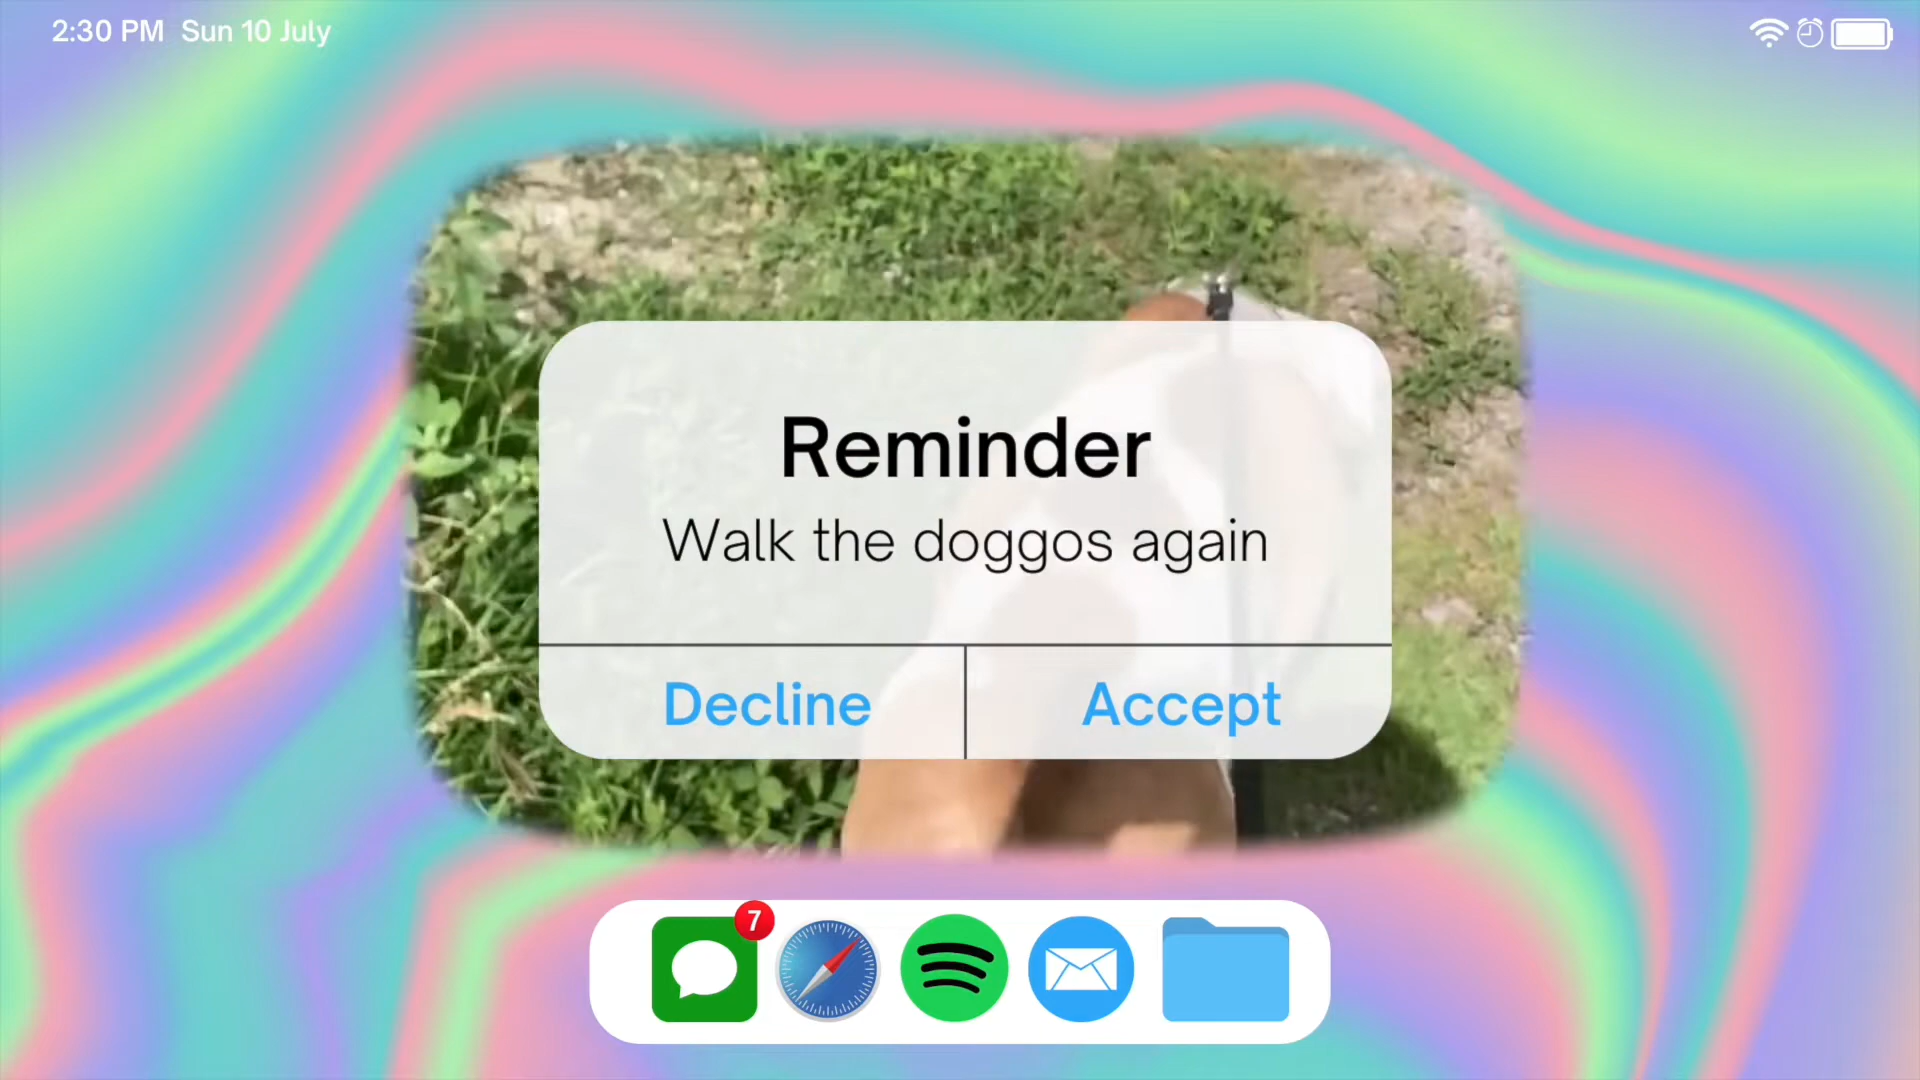 2:30 PM Sun 10 July
Reminder
Walk the doggos again
Decline
Accept
7